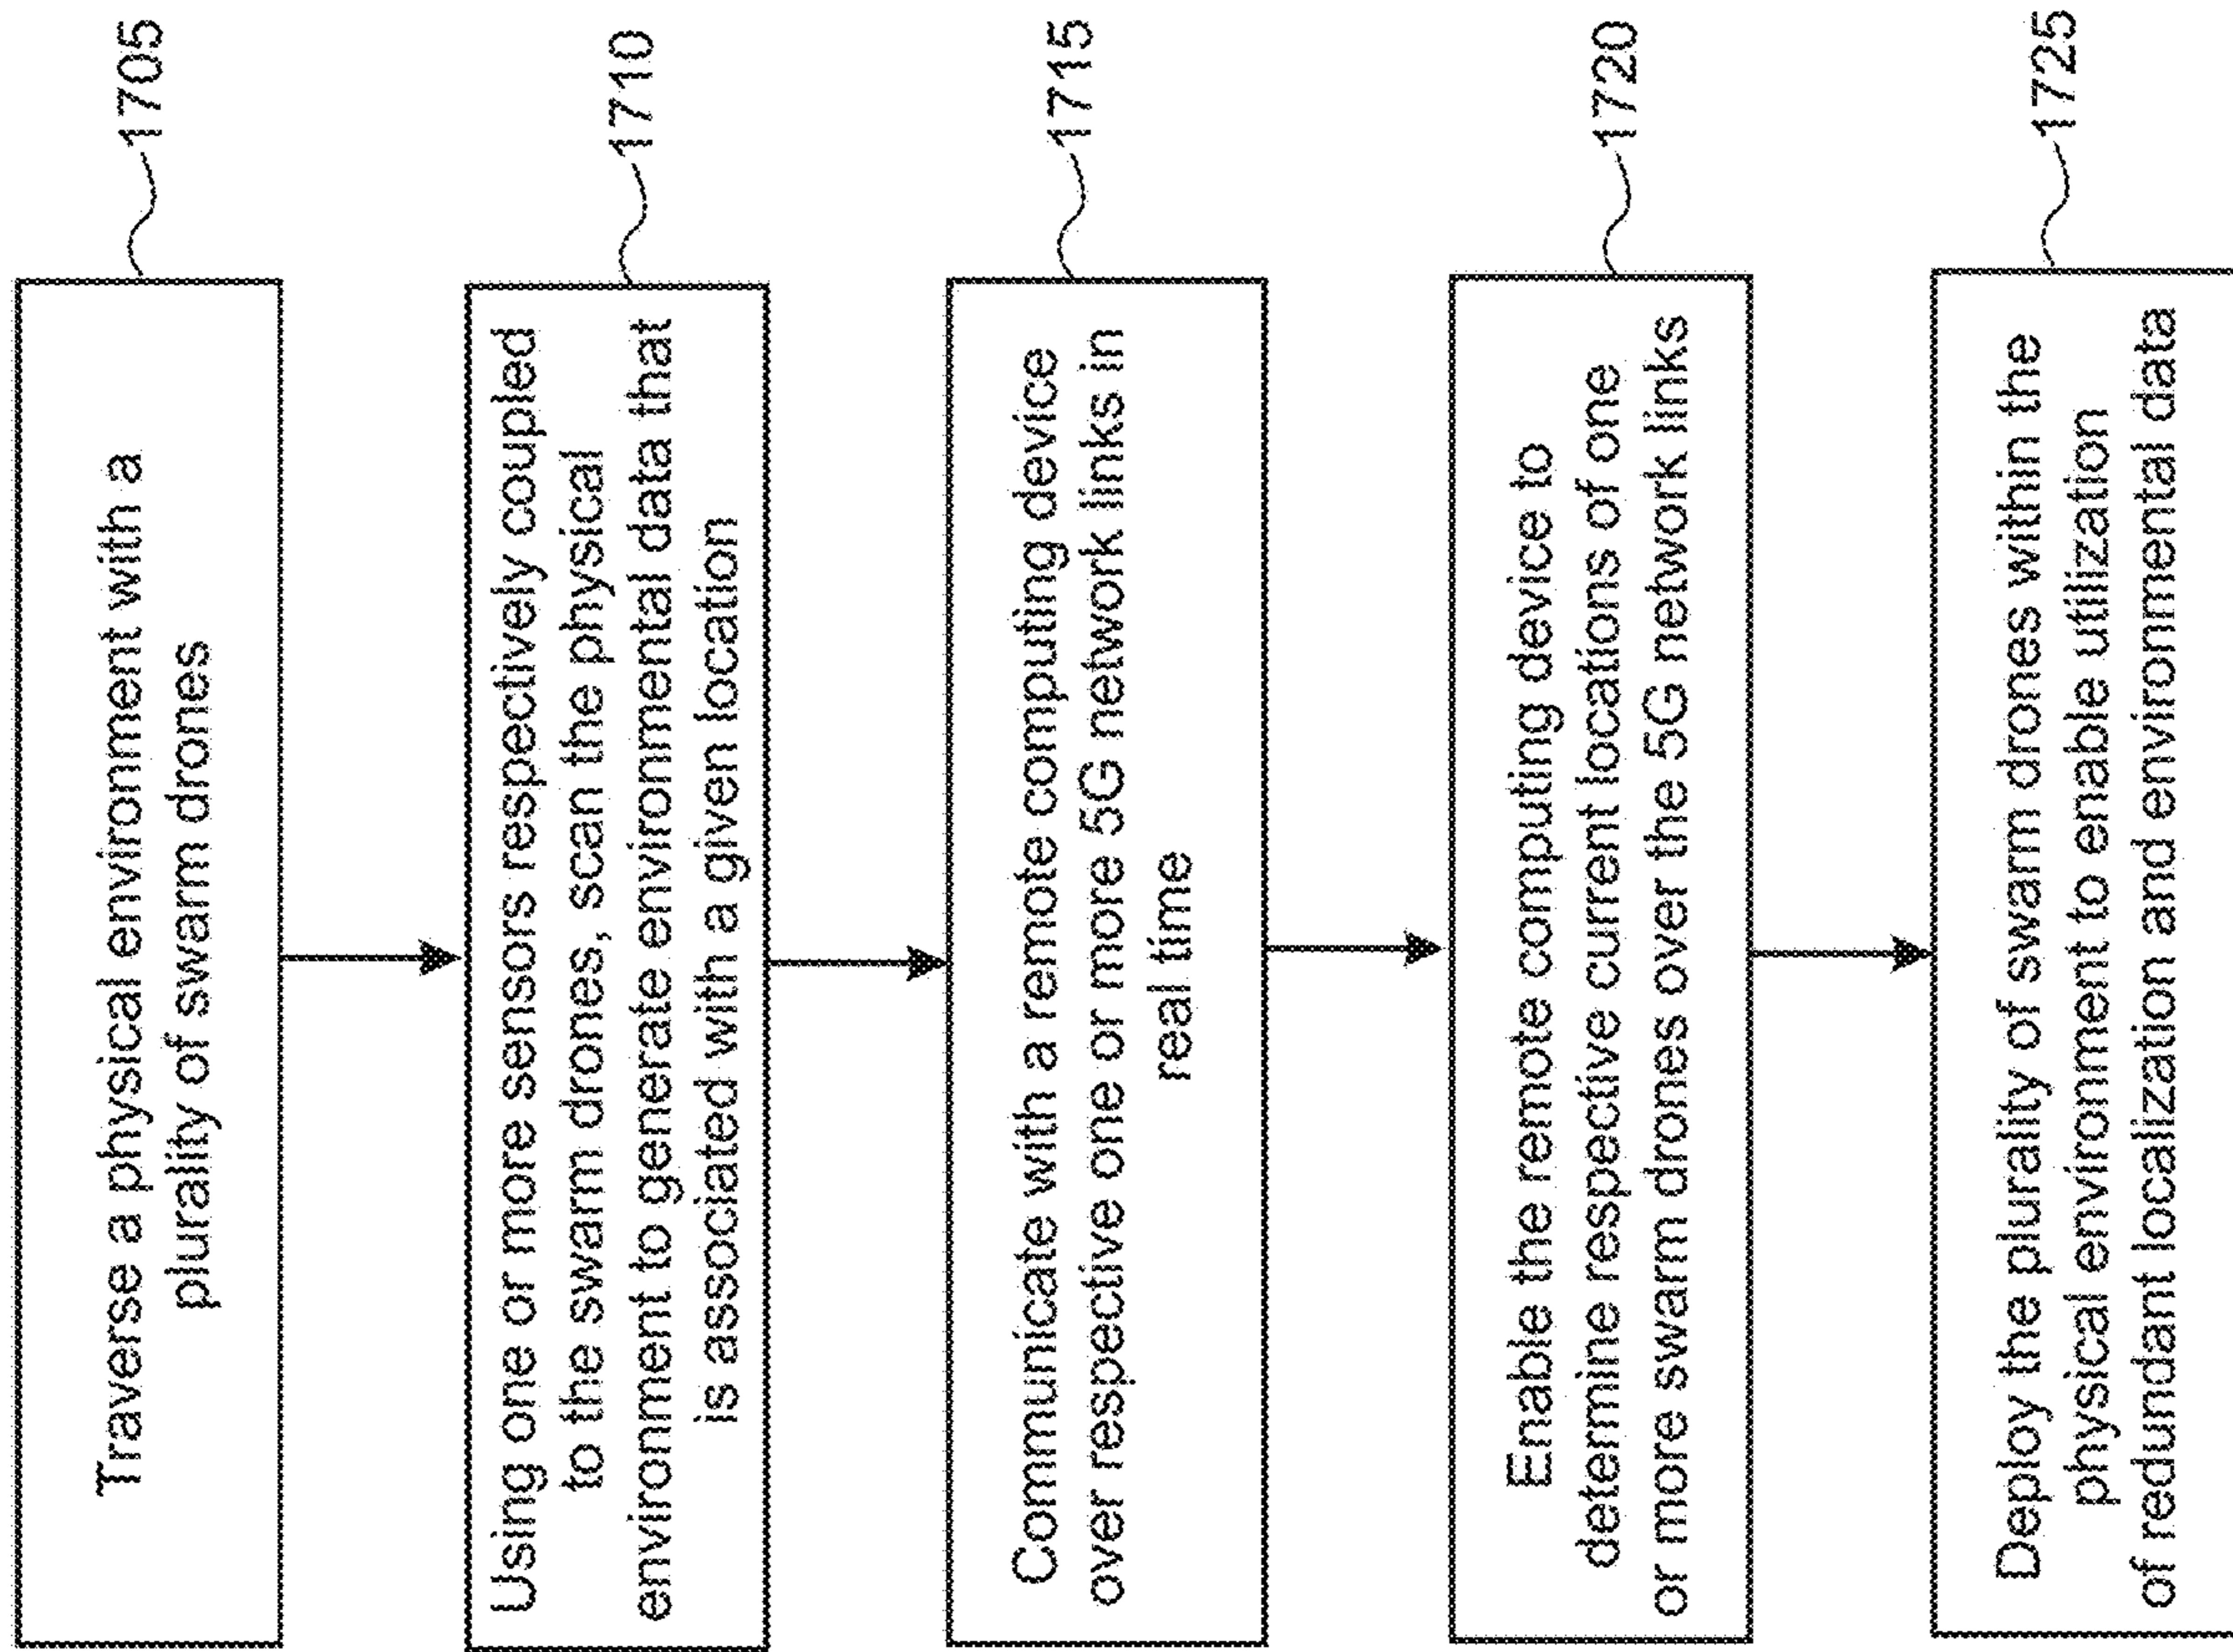 Traverse a physical environment with a
plurality of swarm drones
1705
Using one or more sensors respectively coupled
to the swarm drones, scan the physical
environment to generate environmental data that
is associated with a given location
1710
Communicate with a remote computing device
over respective one or more 5G network links in
real time
1715
Enable the remote computing device to
determine respective current locations of one
or more swarm drones over the 5G network links
1720
Deploy the plurality of swarm drones within the
physical environment to enable utilization
of redundant localization and environmental data
1725